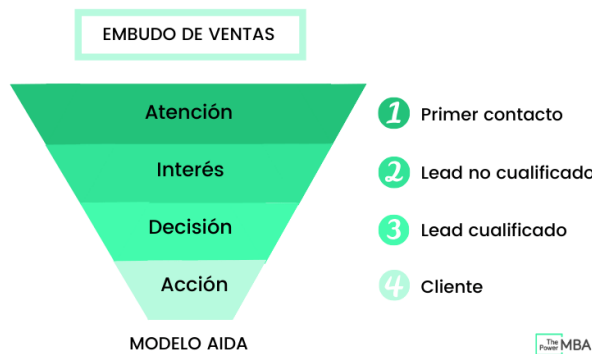 EMBUDO DE VENTAS
Atención
1 Primer contacto
Interés
2 Lead no cualificado
Decisión
3 Lead cualificado
Acción
4 Cliente
MODELO AIDA
The Power MBA